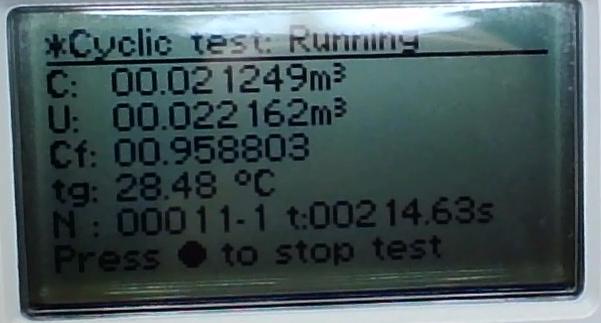 *Cyclic test: Running
C: 00.021249m³
U: 00.022162m³
Cf: 00.958803
tg: 28.48 °C
N : 00011-1 t:00214.63s
Press ● to stop test